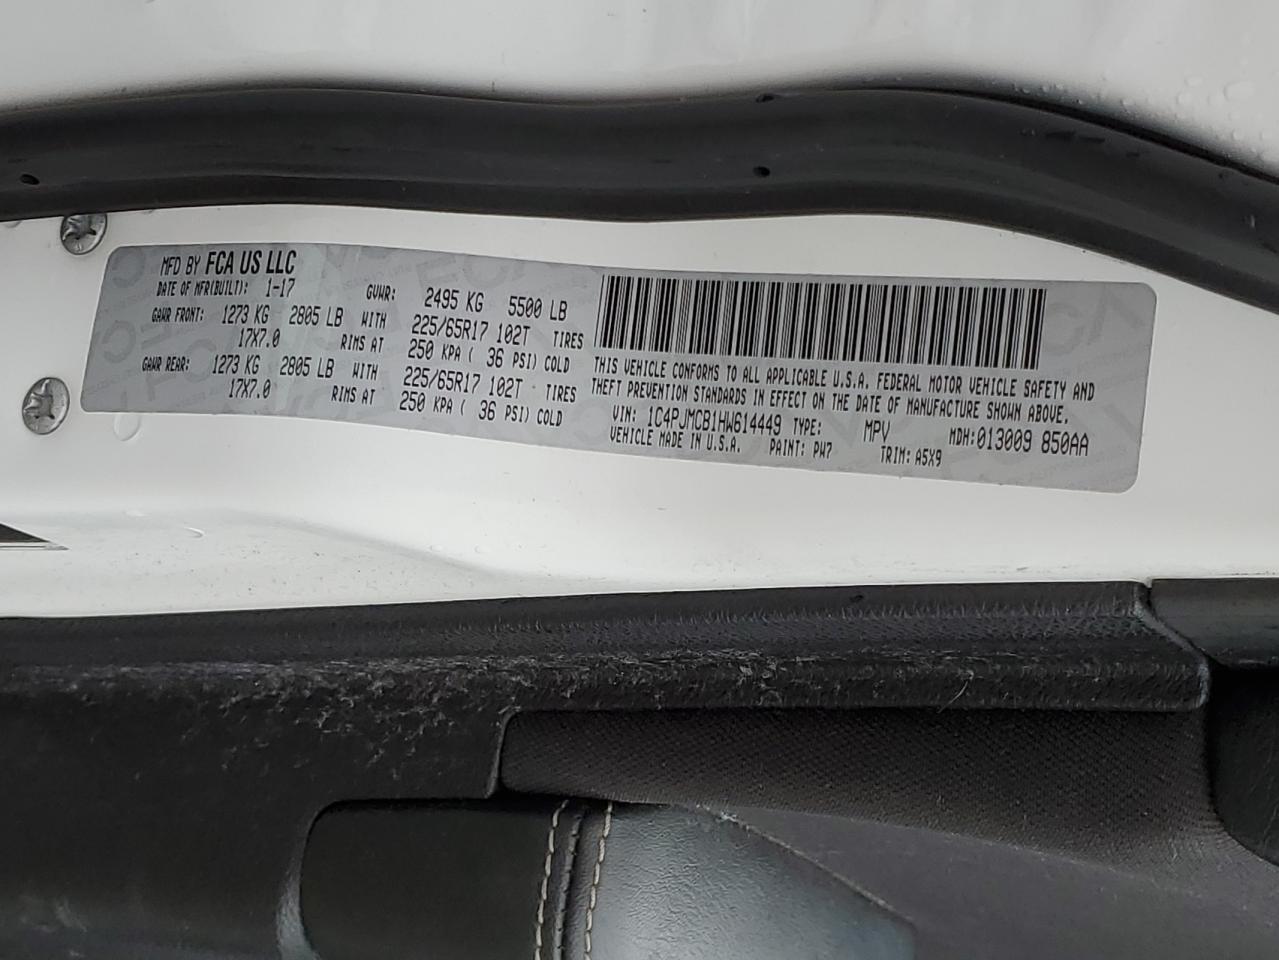 MFD BY FCA US LLC
DATE OF MFR(BUILT): 1-17 GVWR: 2495 KG 5500 LB
GAWR FRONT: 1273 KG 2805 LB WITH 225/65R17 102T TIRES
17X7.0 RIMS AT 250 KPA ( 36 PSI) COLD
GAWR REAR: 1273 KG 2805 LB WITH 225/65R17 102T TIRES
17X7.0 RIMS AT 250 KPA ( 36 PSI) COLD
THIS VEHICLE CONFORMS TO ALL APPLICABLE U.S.A. FEDERAL MOTOR VEHICLE SAFETY AND
THEFT PREVENTION STANDARDS IN EFFECT ON THE DATE OF MANUFACTURE SHOWN ABOVE.
VIN: 1C4PJMCB1HW614449 TYPE: MPV MDH:013009 850AA
VEHICLE MADE IN U.S.A. PAINT: PW7 TRIM: A5X9